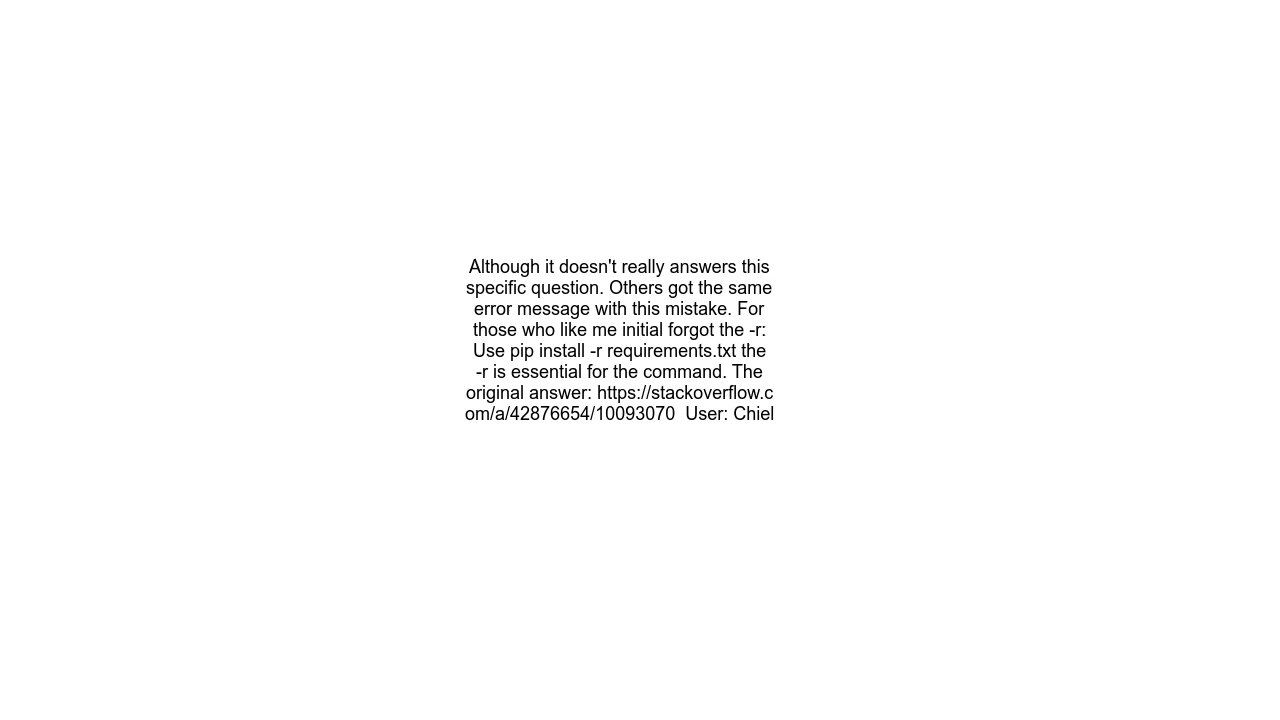 Although it doesn't really answers this
specific question. Others got the same
error message with this mistake. For
those who like me initial forgot the -r:
Use pip install -r requirements.txt the
-r is essential for the command. The
original answer: https://stackoverflow.c
om/a/42876654/10093070  User: Chiel